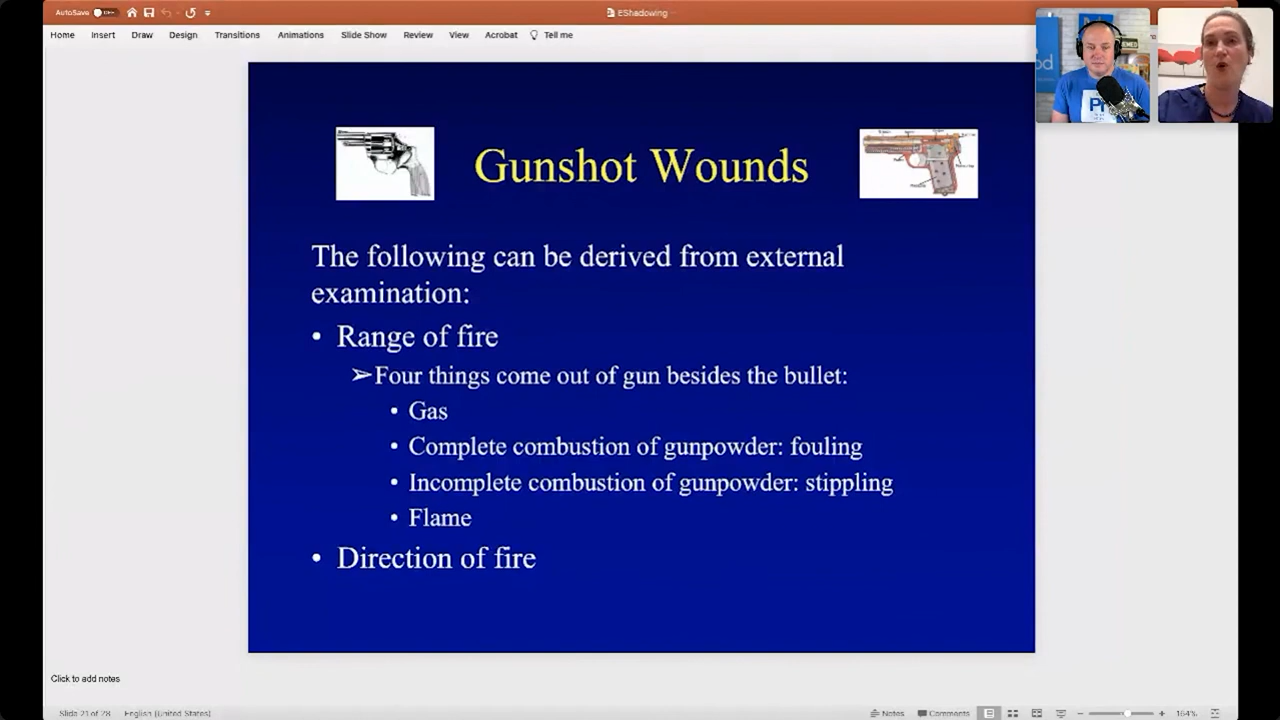 AutoSave OFF
EShadowing
Home Insert Draw Design Transitions Animations Slide Show Review View Acrobat Tell me
Gunshot Wounds
The following can be derived from external
examination:
• Range of fire
➢Four things come out of gun besides the bullet:
• Gas
• Complete combustion of gunpowder: fouling
• Incomplete combustion of gunpowder: stippling
• Flame
• Direction of fire
Click to add notes
Slide 21 of 28 English (United States) Notes Comments 164%